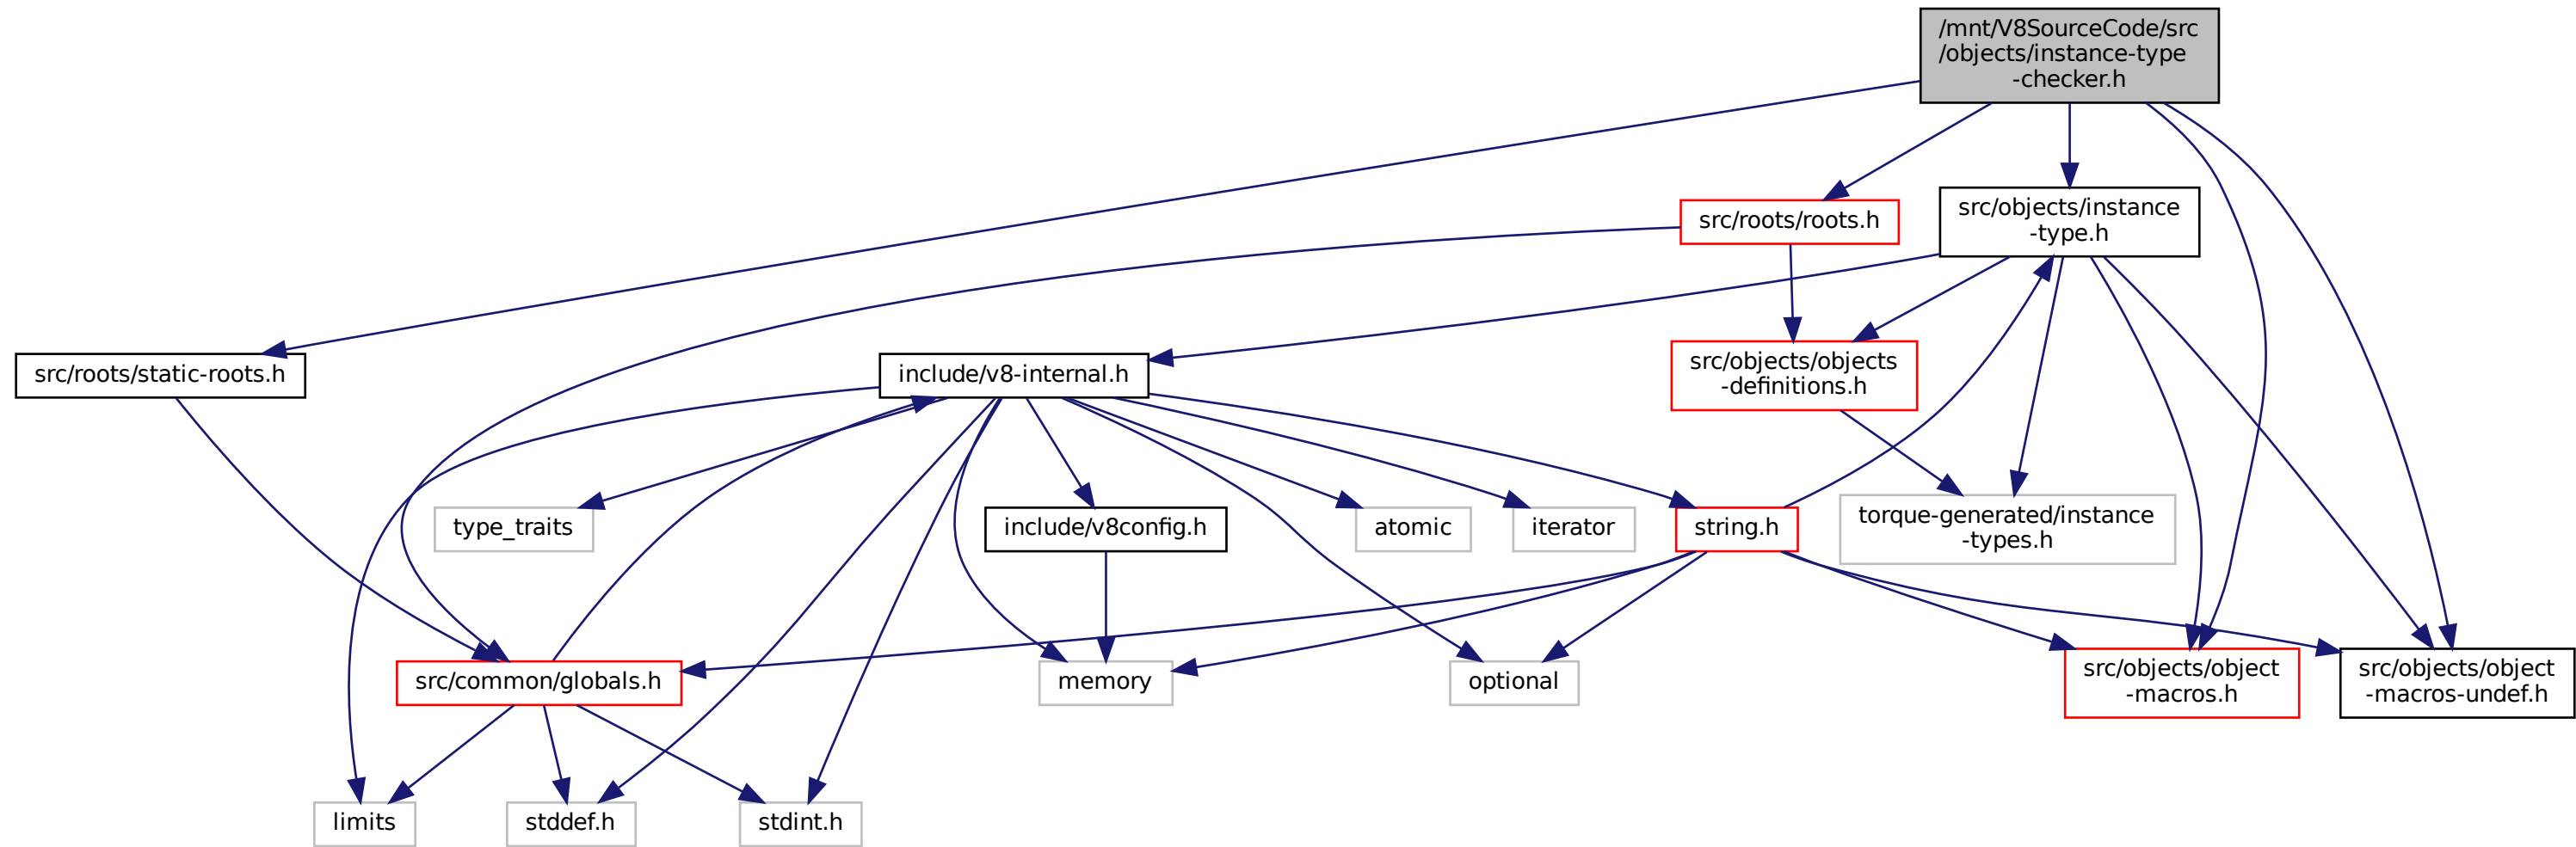 /mnt/V8SourceCode/src
/objects/instance-type
-checker.h
src/roots/roots.h
src/objects/instance
-type.h
src/roots/static-roots.h
include/v8-internal.h
src/objects/objects
-definitions.h
type_traits
include/v8config.h
atomic
iterator
string.h
torque-generated/instance
-types.h
src/common/globals.h
memory
optional
src/objects/object
-macros.h
src/objects/object
-macros-undef.h
limits
stddef.h
stdint.h